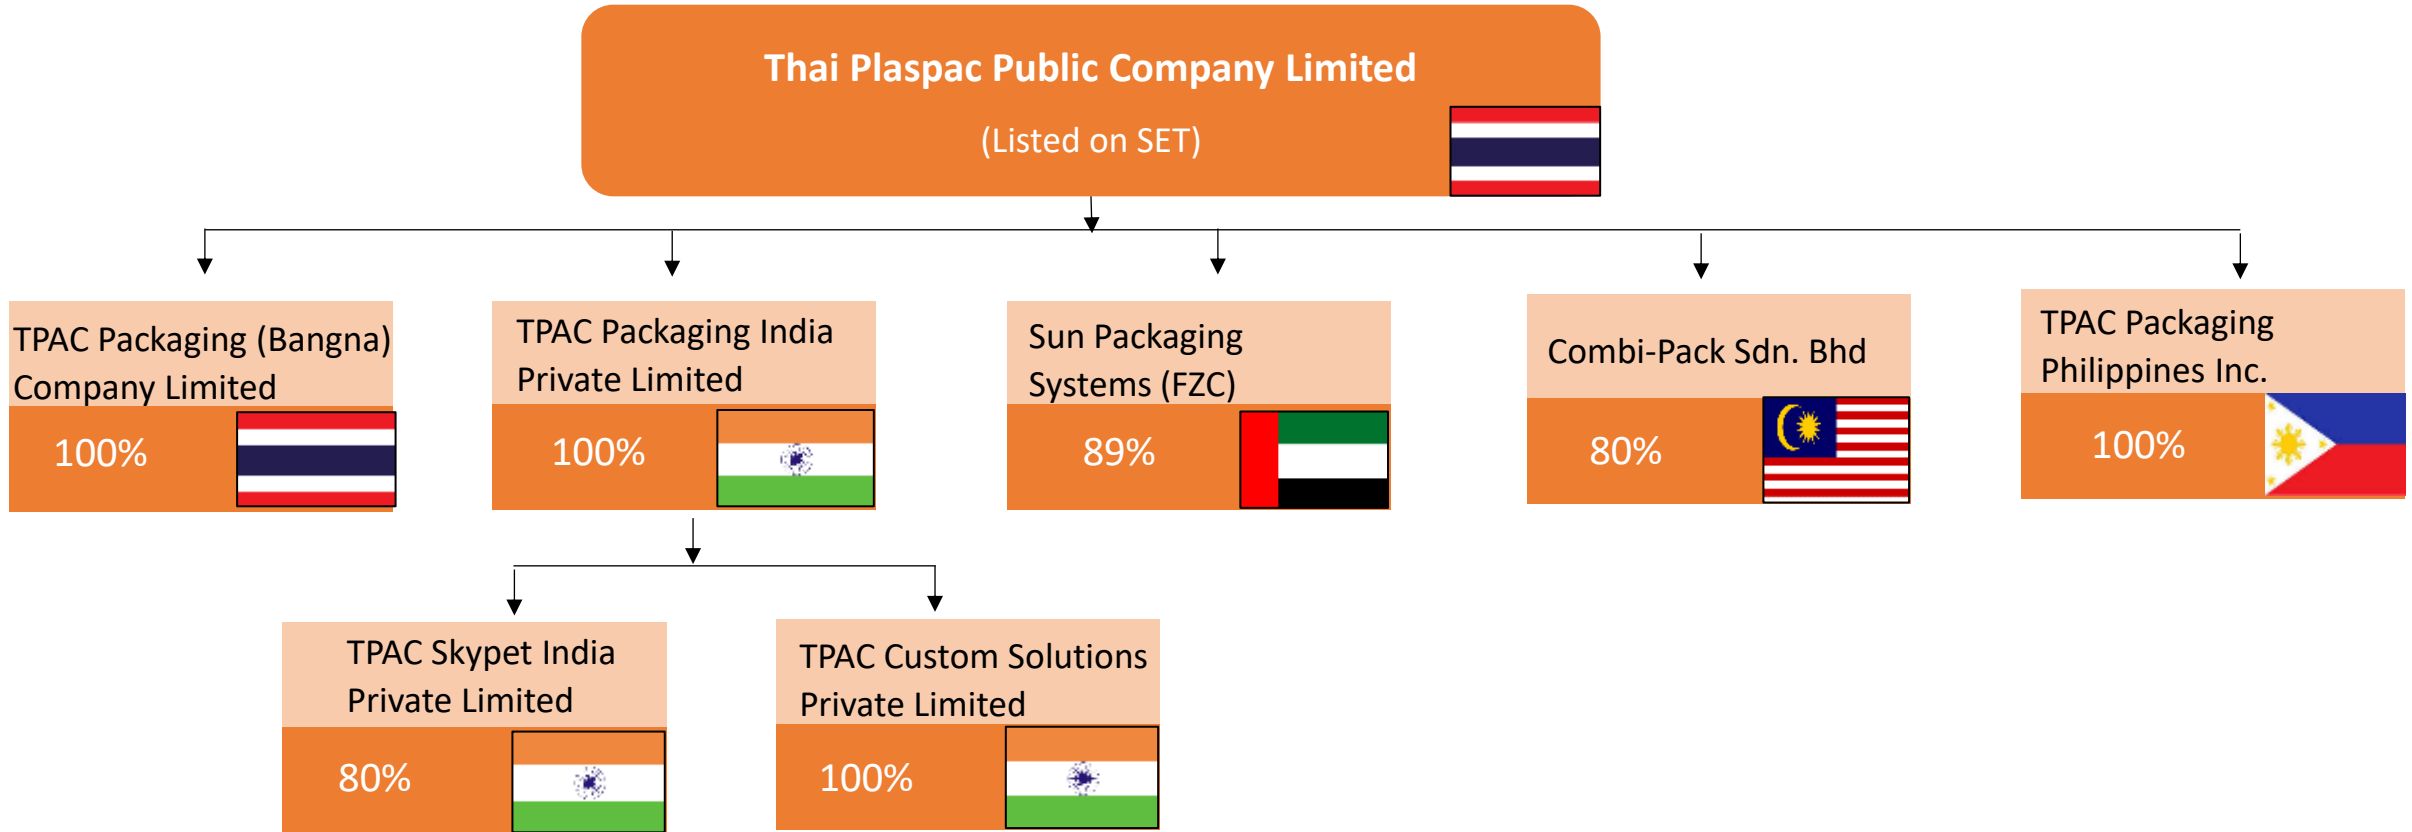 Thai Plaspac Public Company Limited
(Listed on SET)
TPAC Packaging (Bangna)
Company Limited
100%
TPAC Packaging India
Private Limited
100%
Sun Packaging
Systems (FZC)
89%
Combi-Pack Sdn. Bhd
80%
TPAC Packaging
Philippines Inc.
100%
TPAC Skypet India
Private Limited
80%
TPAC Custom Solutions
Private Limited
100%